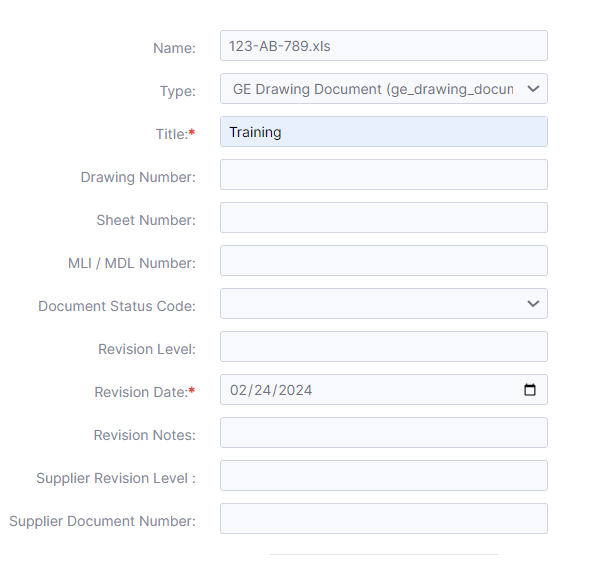 Name: 123-AB-789.xls
Type: GE Drawing Document (ge_drawing_docun
Title:* Training
Drawing Number:
Sheet Number:
MLI / MDL Number:
Document Status Code:
Revision Level:
Revision Date:* 02/24/2024
Revision Notes:
Supplier Revision Level :
Supplier Document Number: